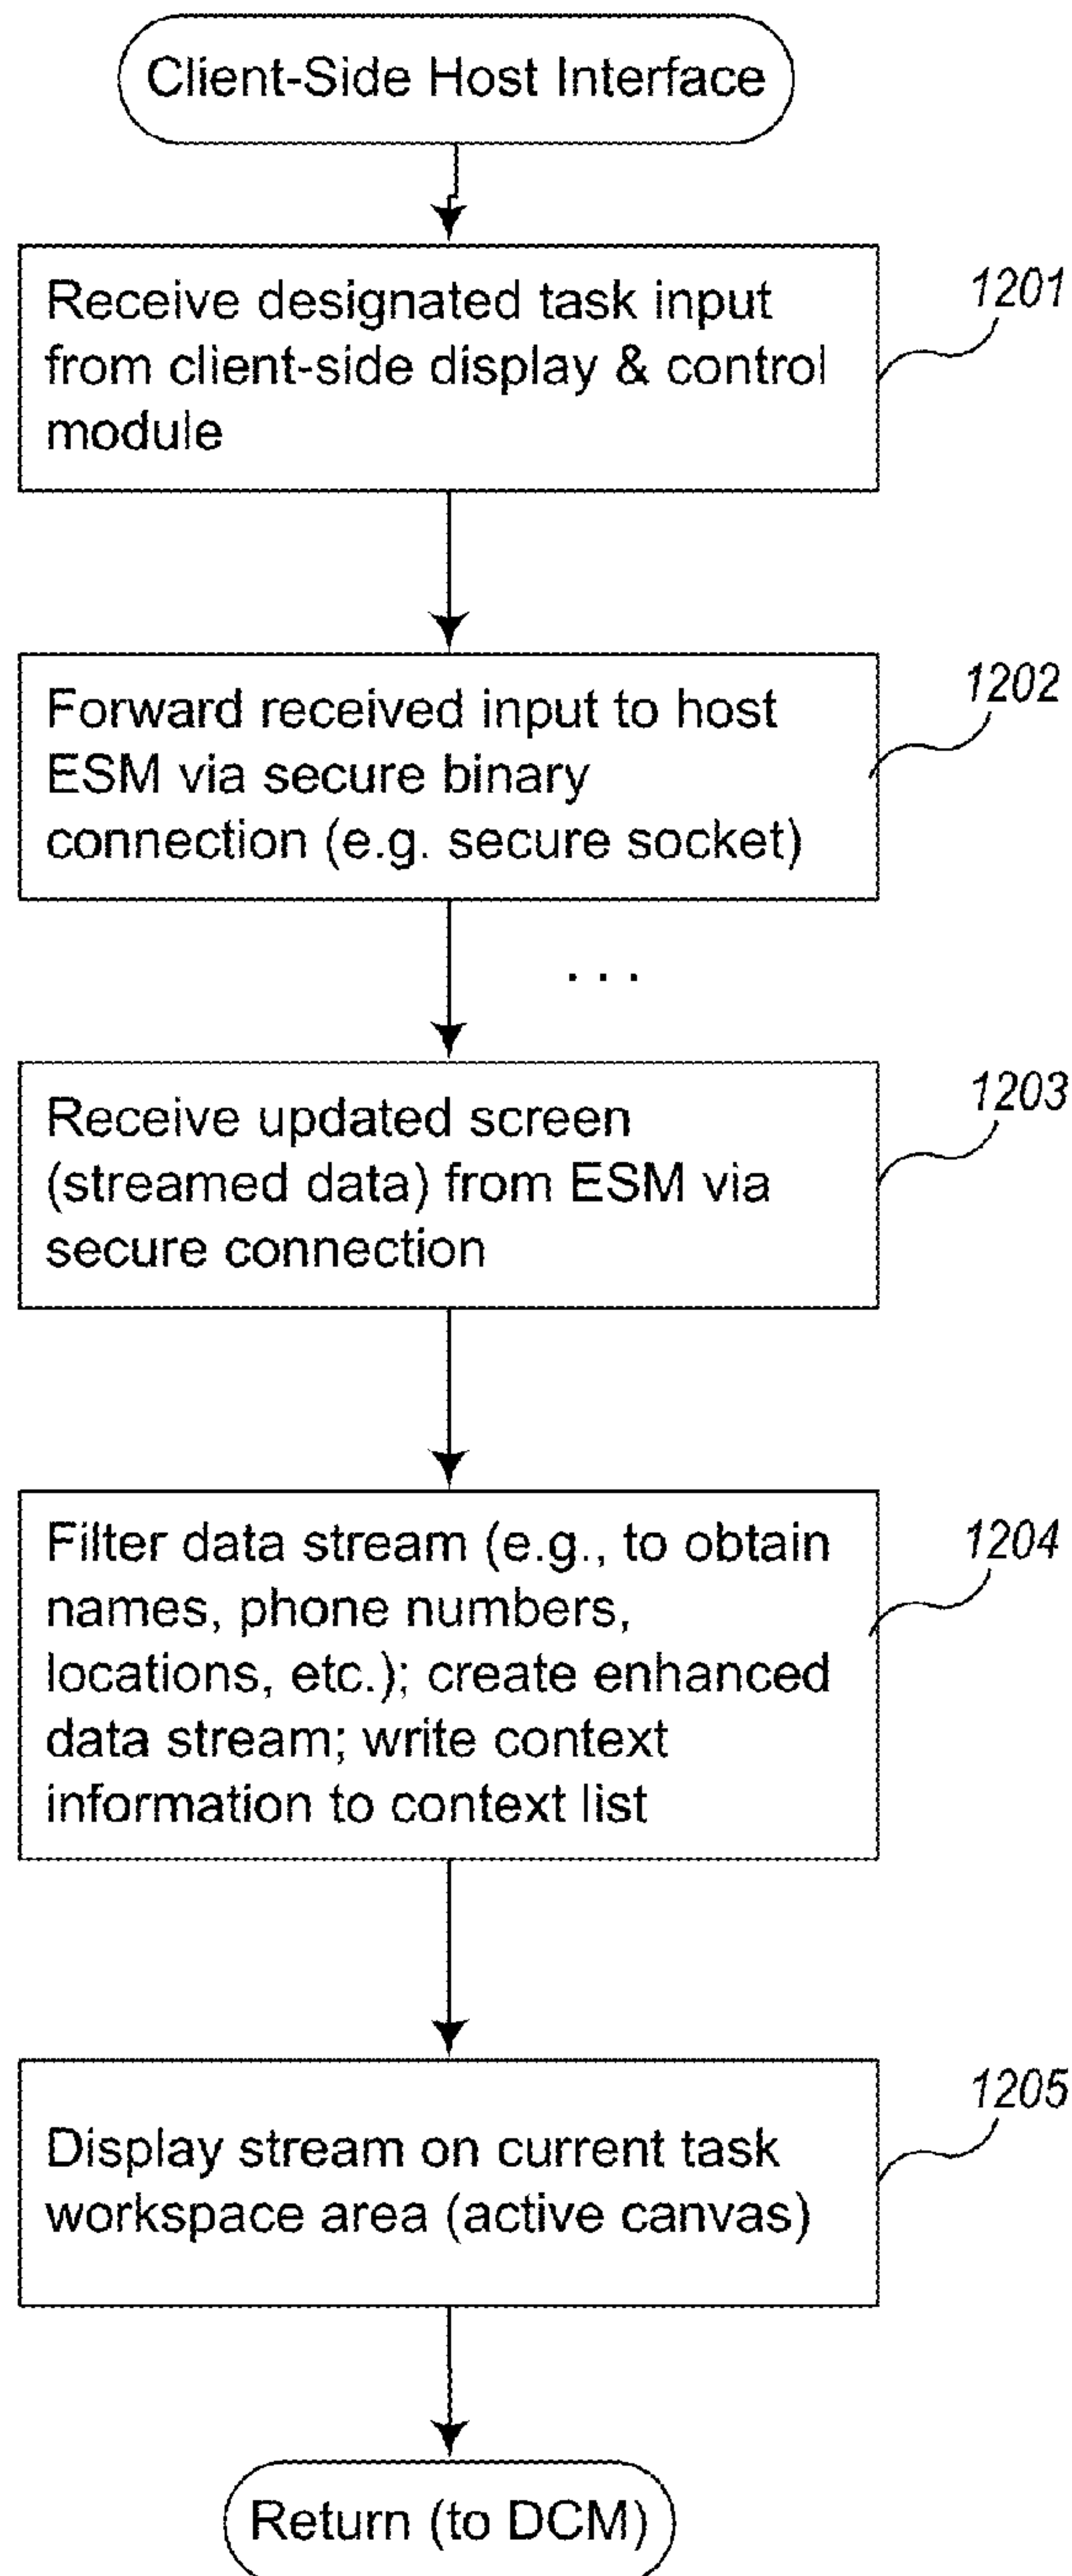 Client-Side Host Interface
Receive designated task input
from client-side display & control
module
1201
Forward received input to host
ESM via secure binary
connection (e.g. secure socket)
1202
. . .
Receive updated screen
(streamed data) from ESM via
secure connection
1203
Filter data stream (e.g., to obtain
names, phone numbers,
locations, etc.); create enhanced
data stream; write context
information to context list
1204
Display stream on current task
workspace area (active canvas)
1205
Return (to DCM)